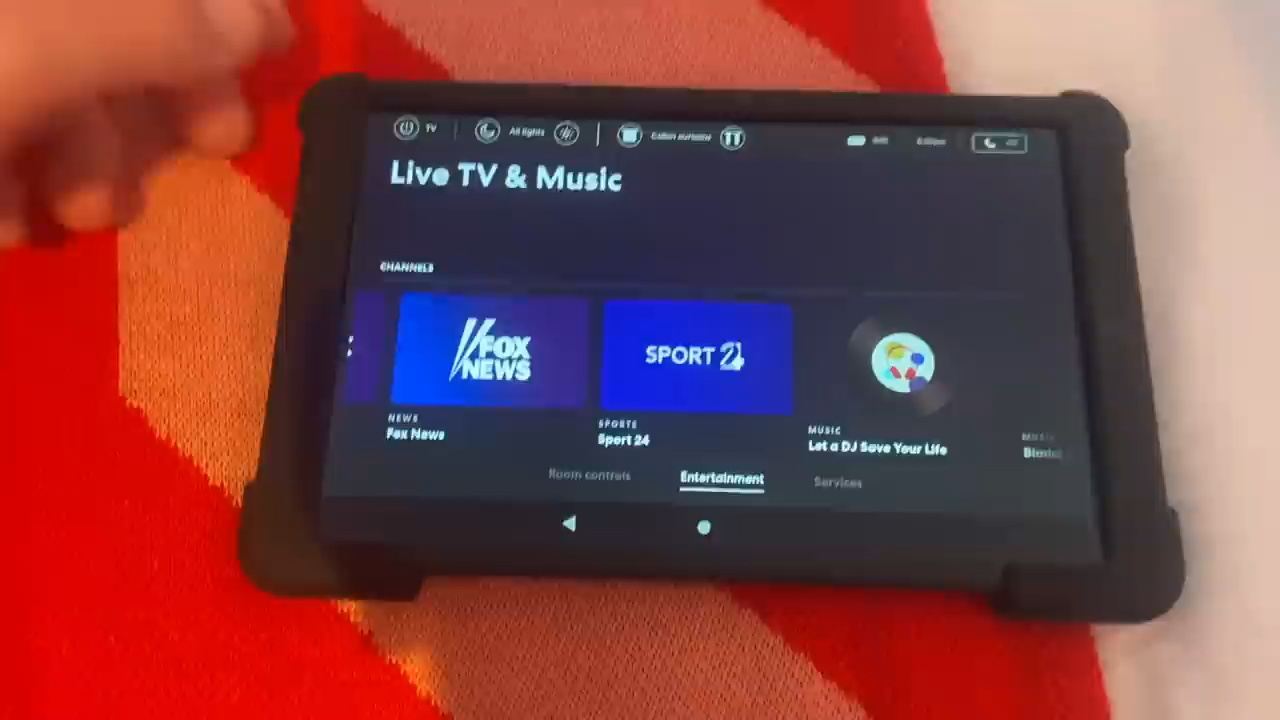 TV All lights
Live TV & Music
CHANNELS
FOX
NEWS
SPORT 24
NEWS
Fox News
SPORTS
Sport 24
MUSIC
Let a DJ Save Your Life
MUSIC
Room controls Entertainment Services